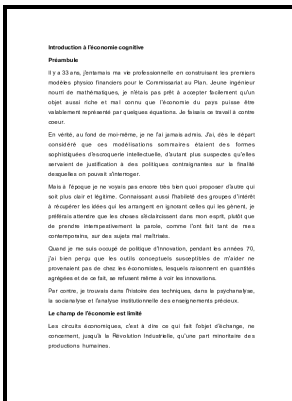 Introduction à l'économie cognitive
Préambule
Il y a 33 ans, j'entamais ma vie professionnelle en construisant les premiers
modèles physico financiers pour le Commissariat au Plan. Jeune ingénieur
nourri de mathématiques, je n'étais pas prêt à accepter facilement qu'un
objet aussi riche et mal connu que l'économie du pays puisse être
valablement représenté par quelques équations. Je faisais ce travail à contre
coeur.
En vérité, au fond de moi-même, je ne l'ai jamais admis. J'ai, dès le départ
considéré que ces modélisations sommaires étaient des formes
sophistiquées d'escroquerie intellectuelle, d'autant plus suspectes qu'elles
servaient de justification à des politiques contraignantes sur la finalité
desquelles on pouvait s'interroger.
Mais à l'époque je ne voyais pas encore très bien quoi proposer d'autre qui
soit plus clair et légitime. Connaissant aussi l'habileté des groupes d'intérêt
à récupérer les idées qui les arrangent en ignorant celles qui les gênent, je
préférais attendre que les choses s'éclaircissent dans mon esprit, plutôt que
de prendre intempestivement la parole, comme l'ont fait tant de mes
contemporains, sur des sujets mal maîtrisés.
Quand je me suis occupé de politique d'innovation, pendant les années 70,
j'ai bien perçu que les outils conceptuels susceptibles de m'aider ne
provenaient pas de chez les économistes, lesquels raisonnent en quantités
agrégées et de ce fait, se refusent même à voir les innovations.
Par contre, je trouvais dans l'histoire des techniques, dans la psychanalyse,
la socianalyse et l'analyse institutionnelle des enseignements précieux.
Le champ de l'économie est limité
Les circuits économiques, c'est à dire ce qui fait l'objet d'échange, ne
concernent, jusqu'à la Révolution Industrielle, qu'une part minoritaire des
productions humaines.